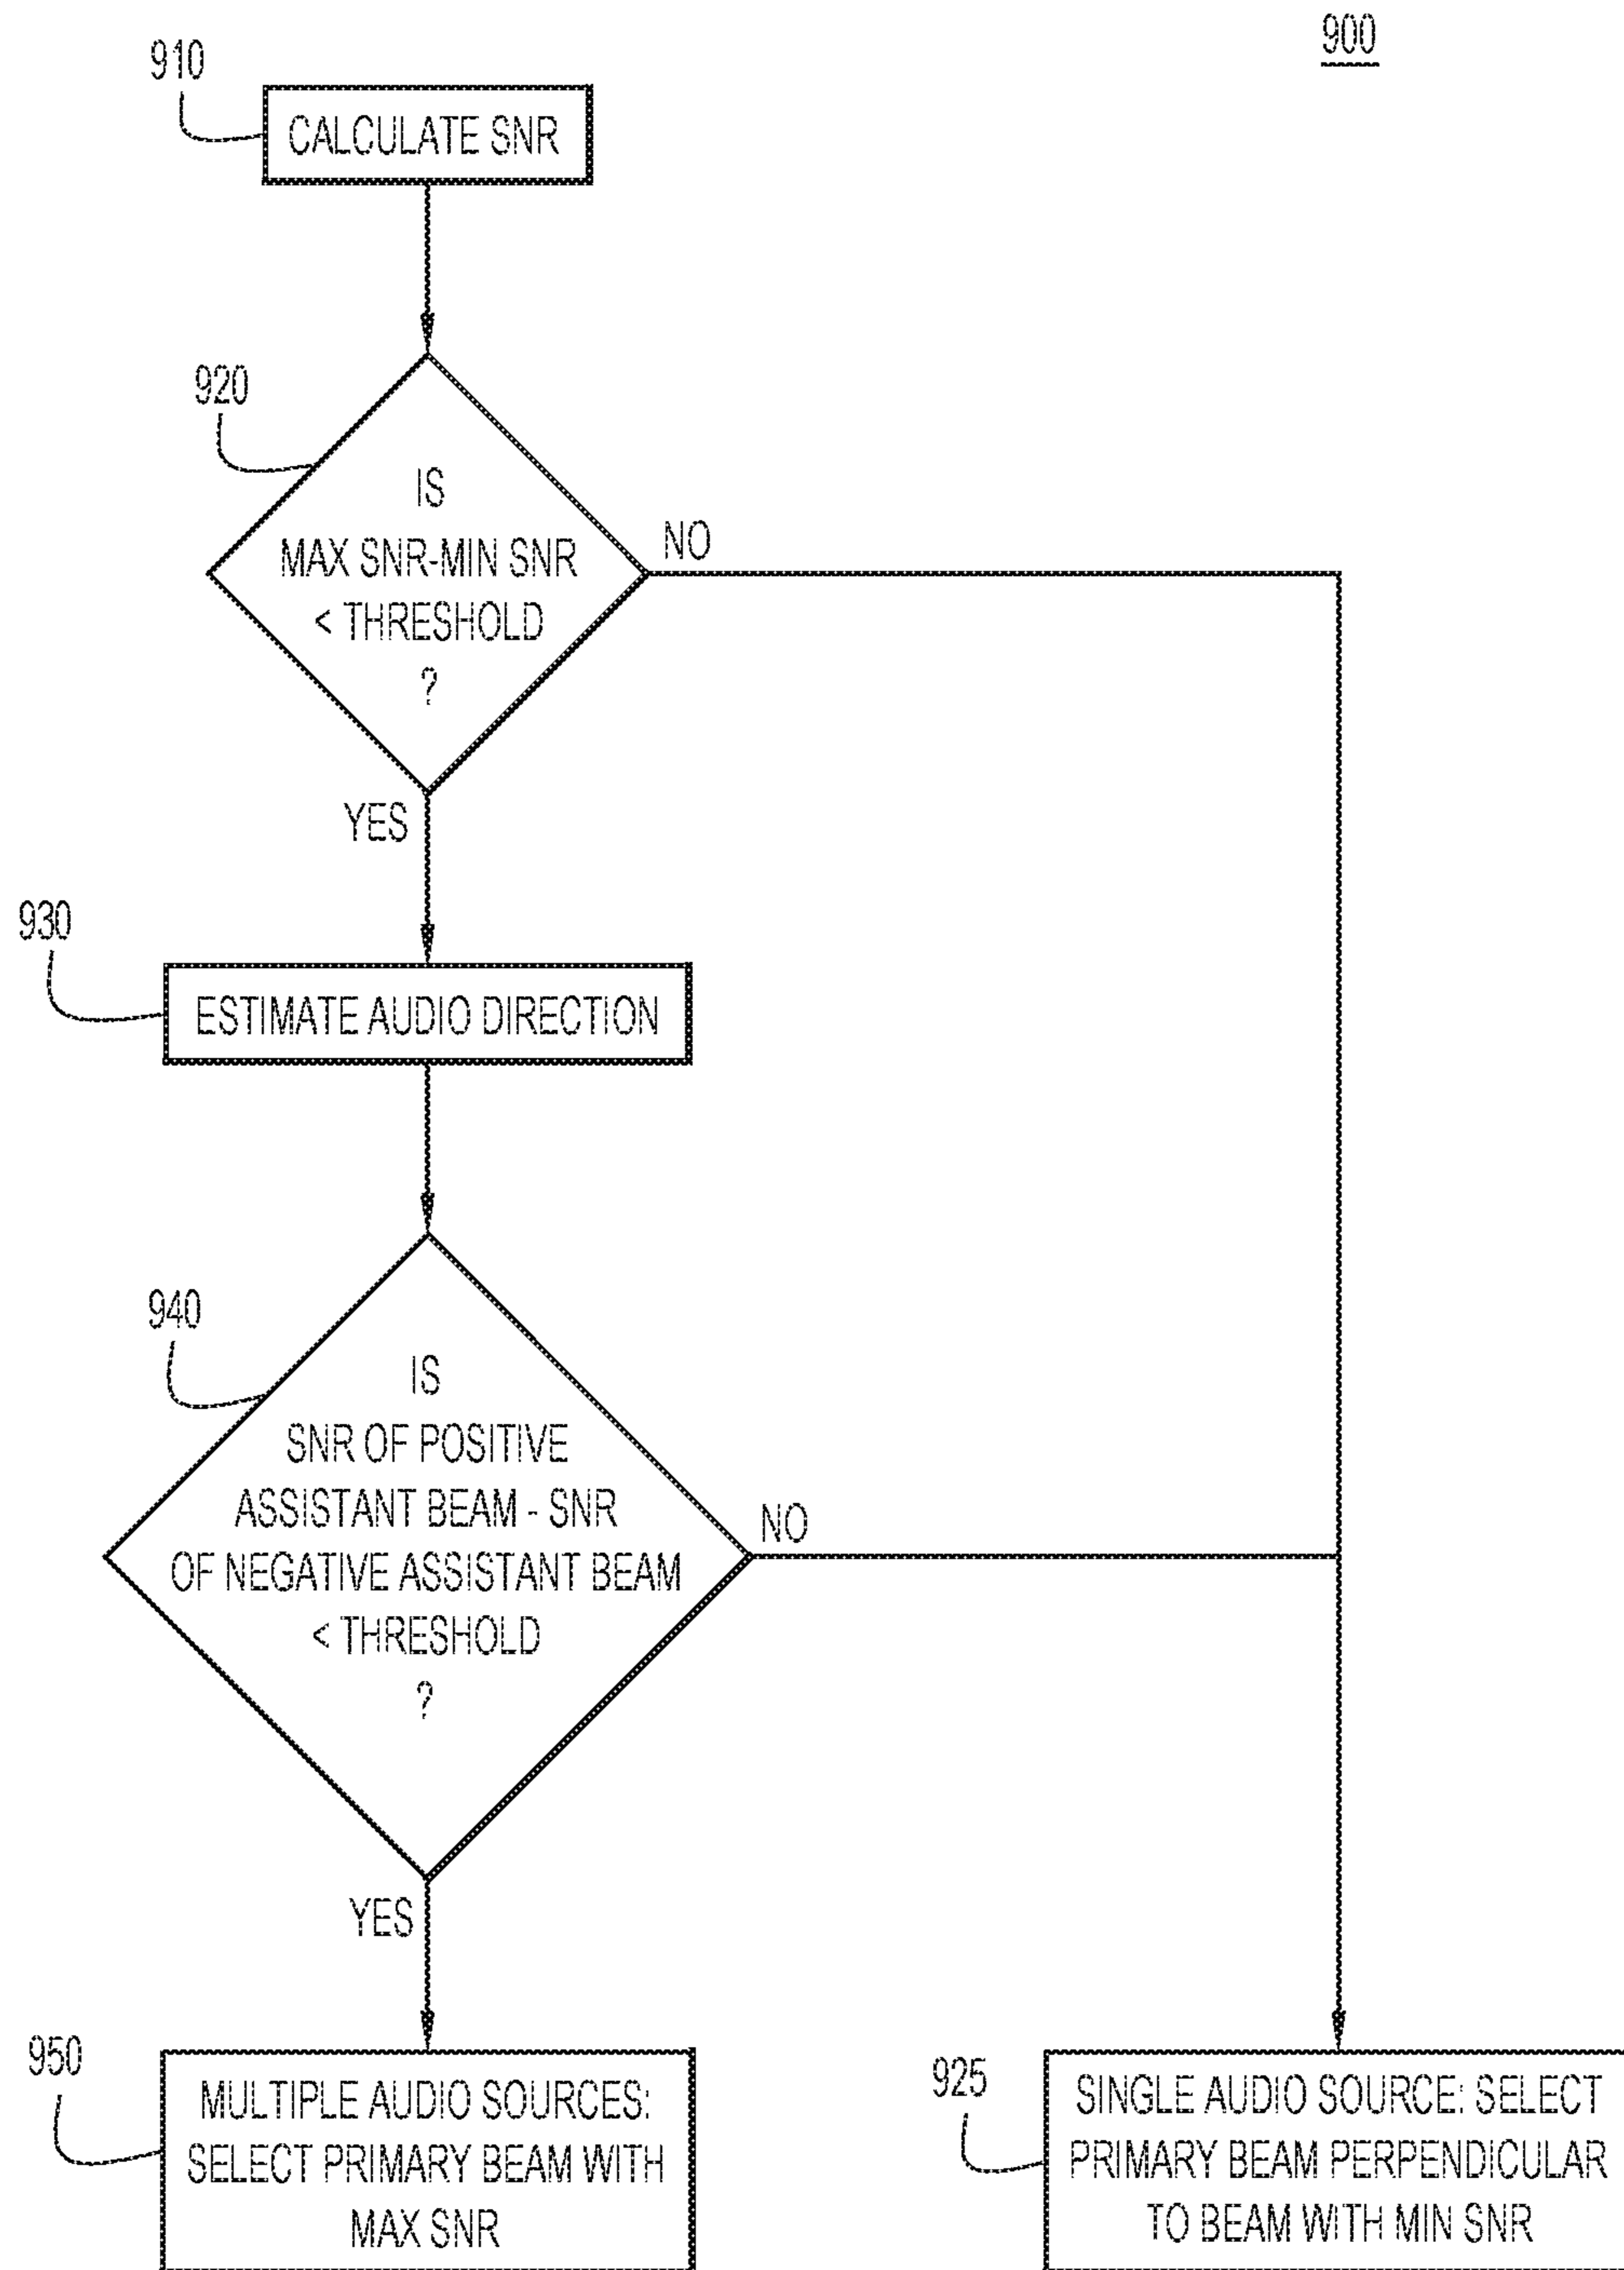 900
910
CALCULATE SNR
920
IS
MAX SNR-MIN SNR
< THRESHOLD
?
NO
YES
930
ESTIMATE AUDIO DIRECTION
940
IS
SNR OF POSITIVE
ASSISTANT BEAM - SNR
OF NEGATIVE ASSISTANT BEAM
< THRESHOLD
?
NO
YES
950
MULTIPLE AUDIO SOURCES:
SELECT PRIMARY BEAM WITH
MAX SNR
925
SINGLE AUDIO SOURCE: SELECT
PRIMARY BEAM PERPENDICULAR
TO BEAM WITH MIN SNR